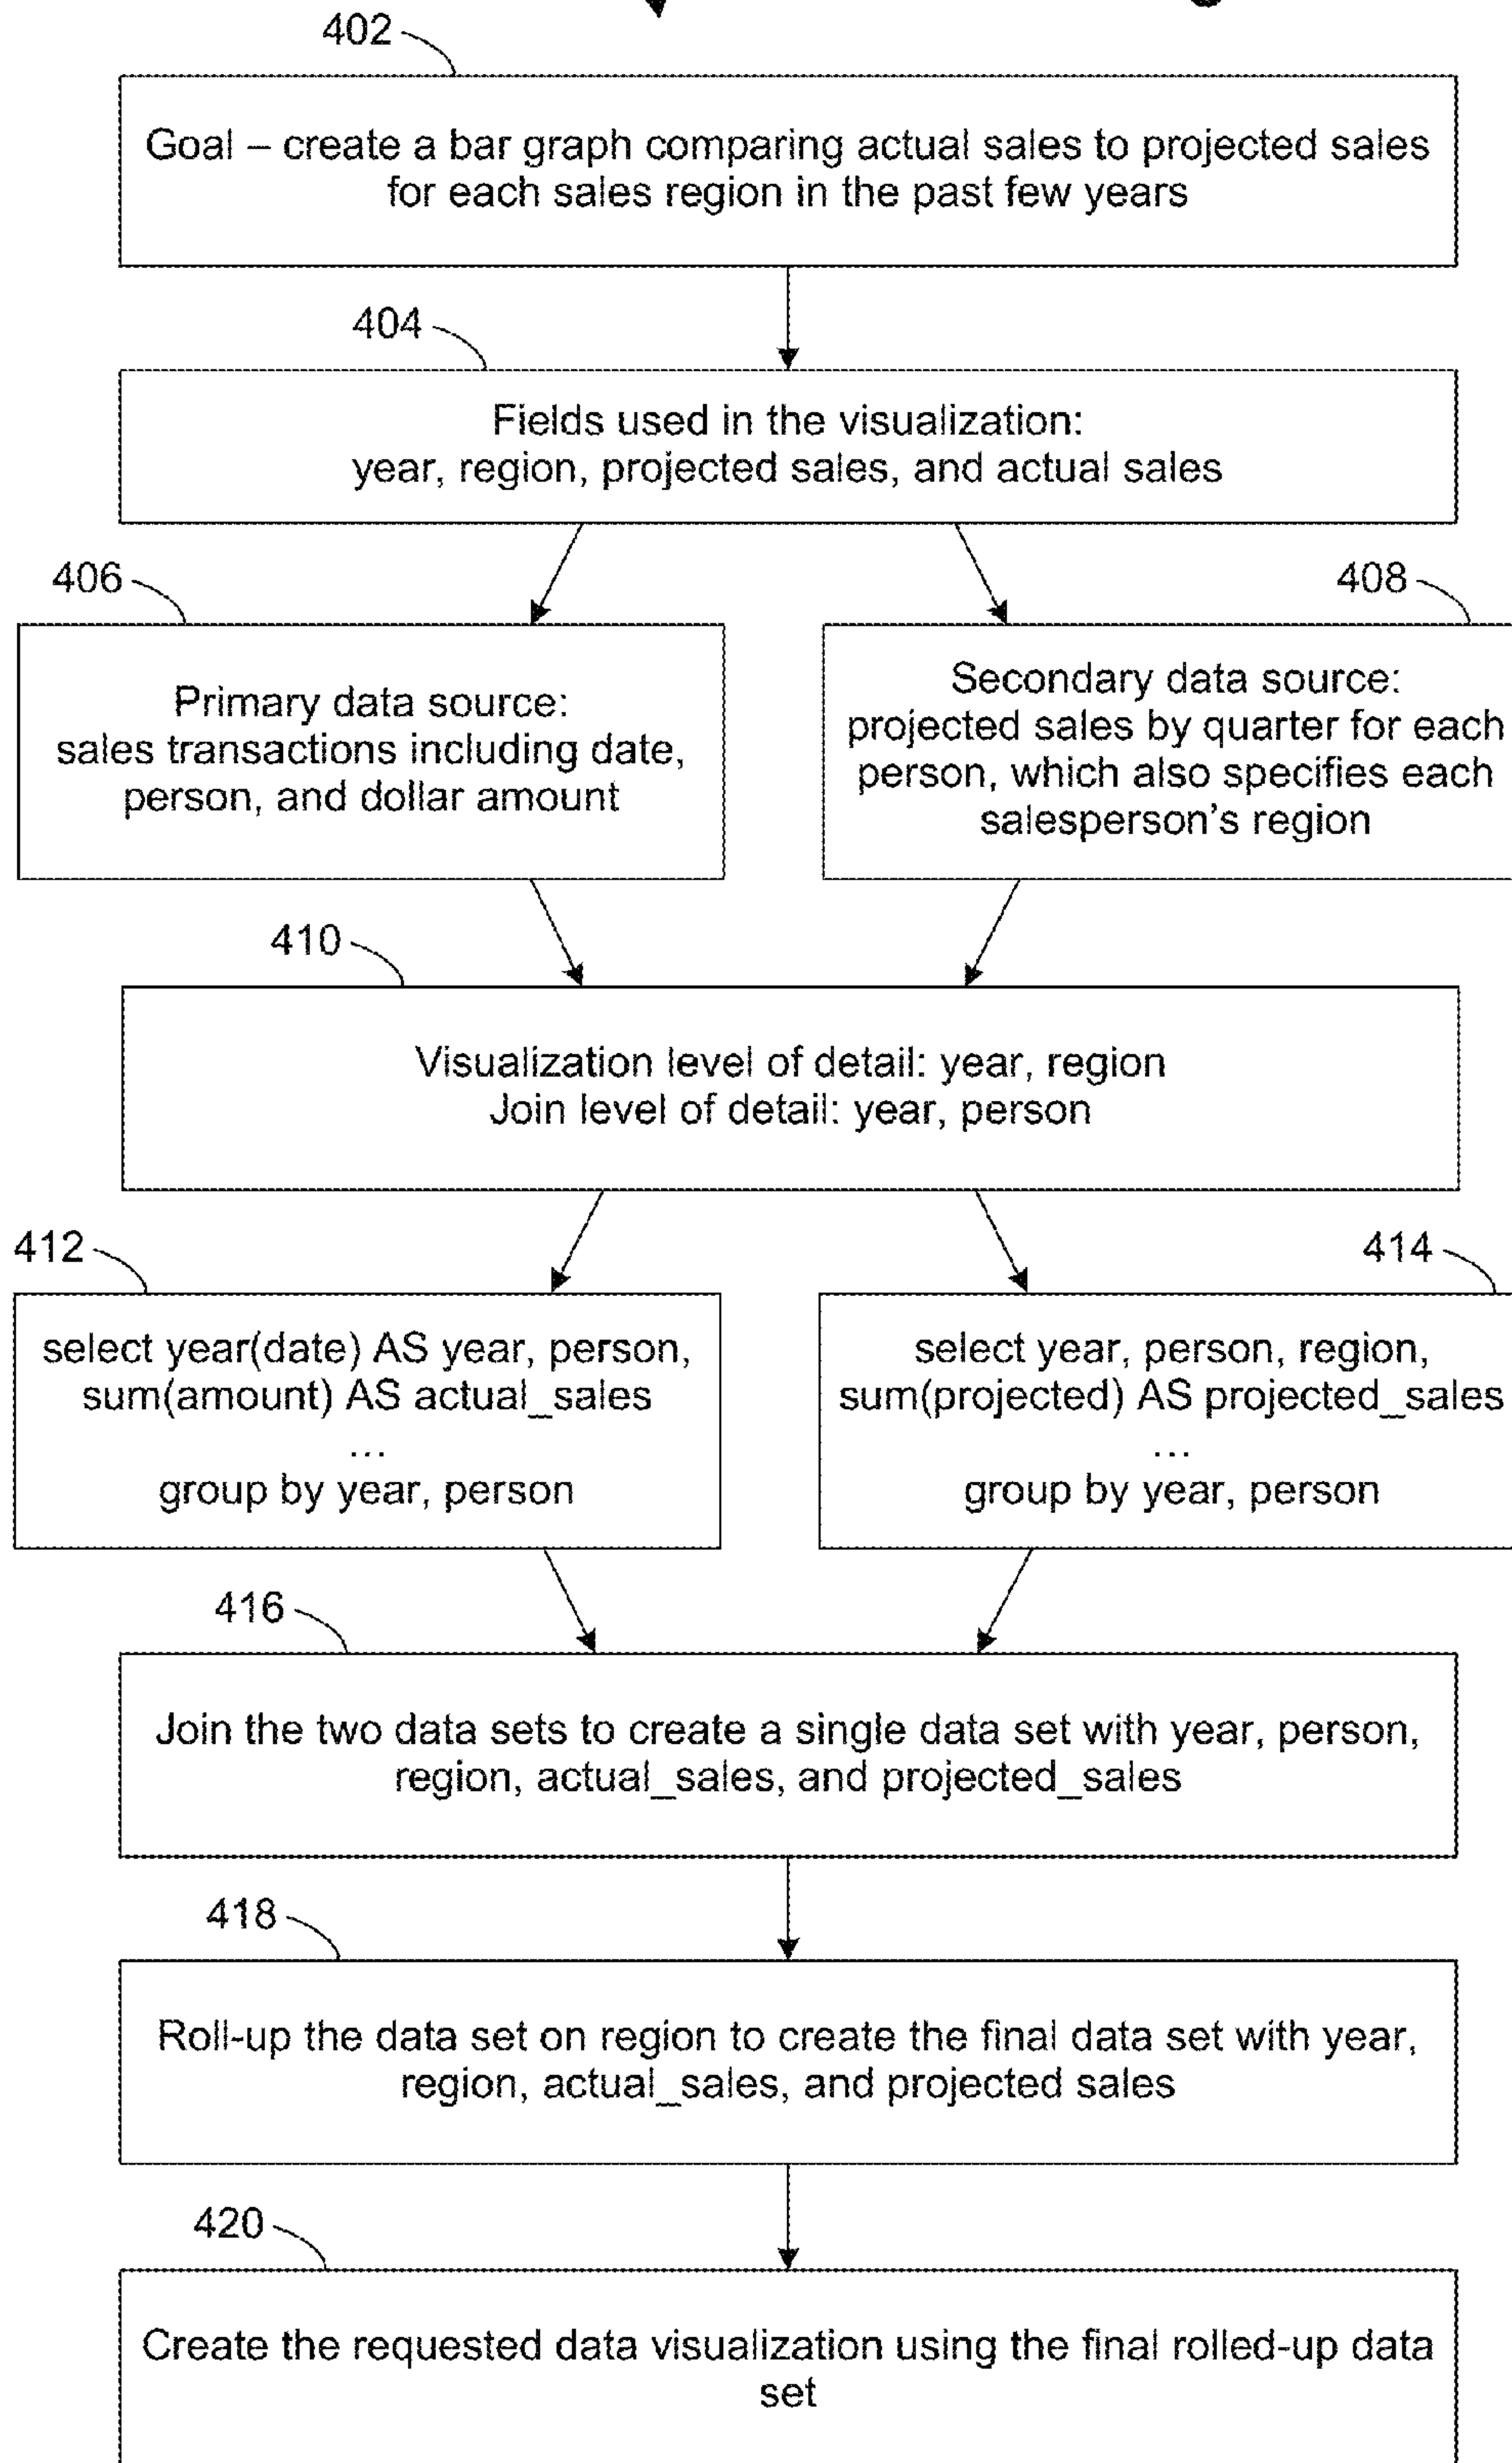 402
Goal – create a bar graph comparing actual sales to projected sales
for each sales region in the past few years
404
Fields used in the visualization:
year, region, projected sales, and actual sales
406
Primary data source:
sales transactions including date,
person, and dollar amount
408
Secondary data source:
projected sales by quarter for each
person, which also specifies each
salesperson's region
410
Visualization level of detail: year, region
Join level of detail: year, person
412
select year(date) AS year, person,
sum(amount) AS actual_sales
...
group by year, person
414
select year, person, region,
sum(projected) AS projected_sales
...
group by year, person
416
Join the two data sets to create a single data set with year, person,
region, actual_sales, and projected_sales
418
Roll-up the data set on region to create the final data set with year,
region, actual_sales, and projected sales
420
Create the requested data visualization using the final rolled-up data
set